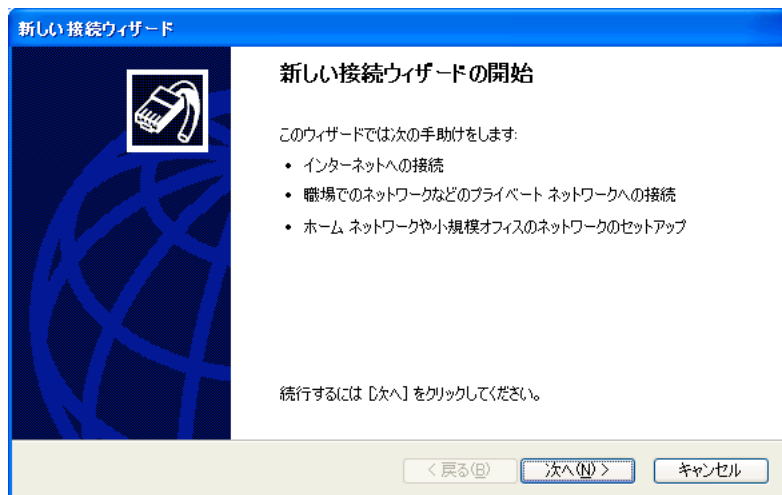 新しい接続ウィザード
新しい接続ウィザードの開始
このウィザードでは次の手助けをします:
• インターネットへの接続
• 職場でのネットワークなどのプライベート ネットワークへの接続
• ホーム ネットワークや小規模オフィスのネットワークのセットアップ
続行するには [次へ] をクリックしてください。
< 戻る(B) 次へ(N) > キャンセル